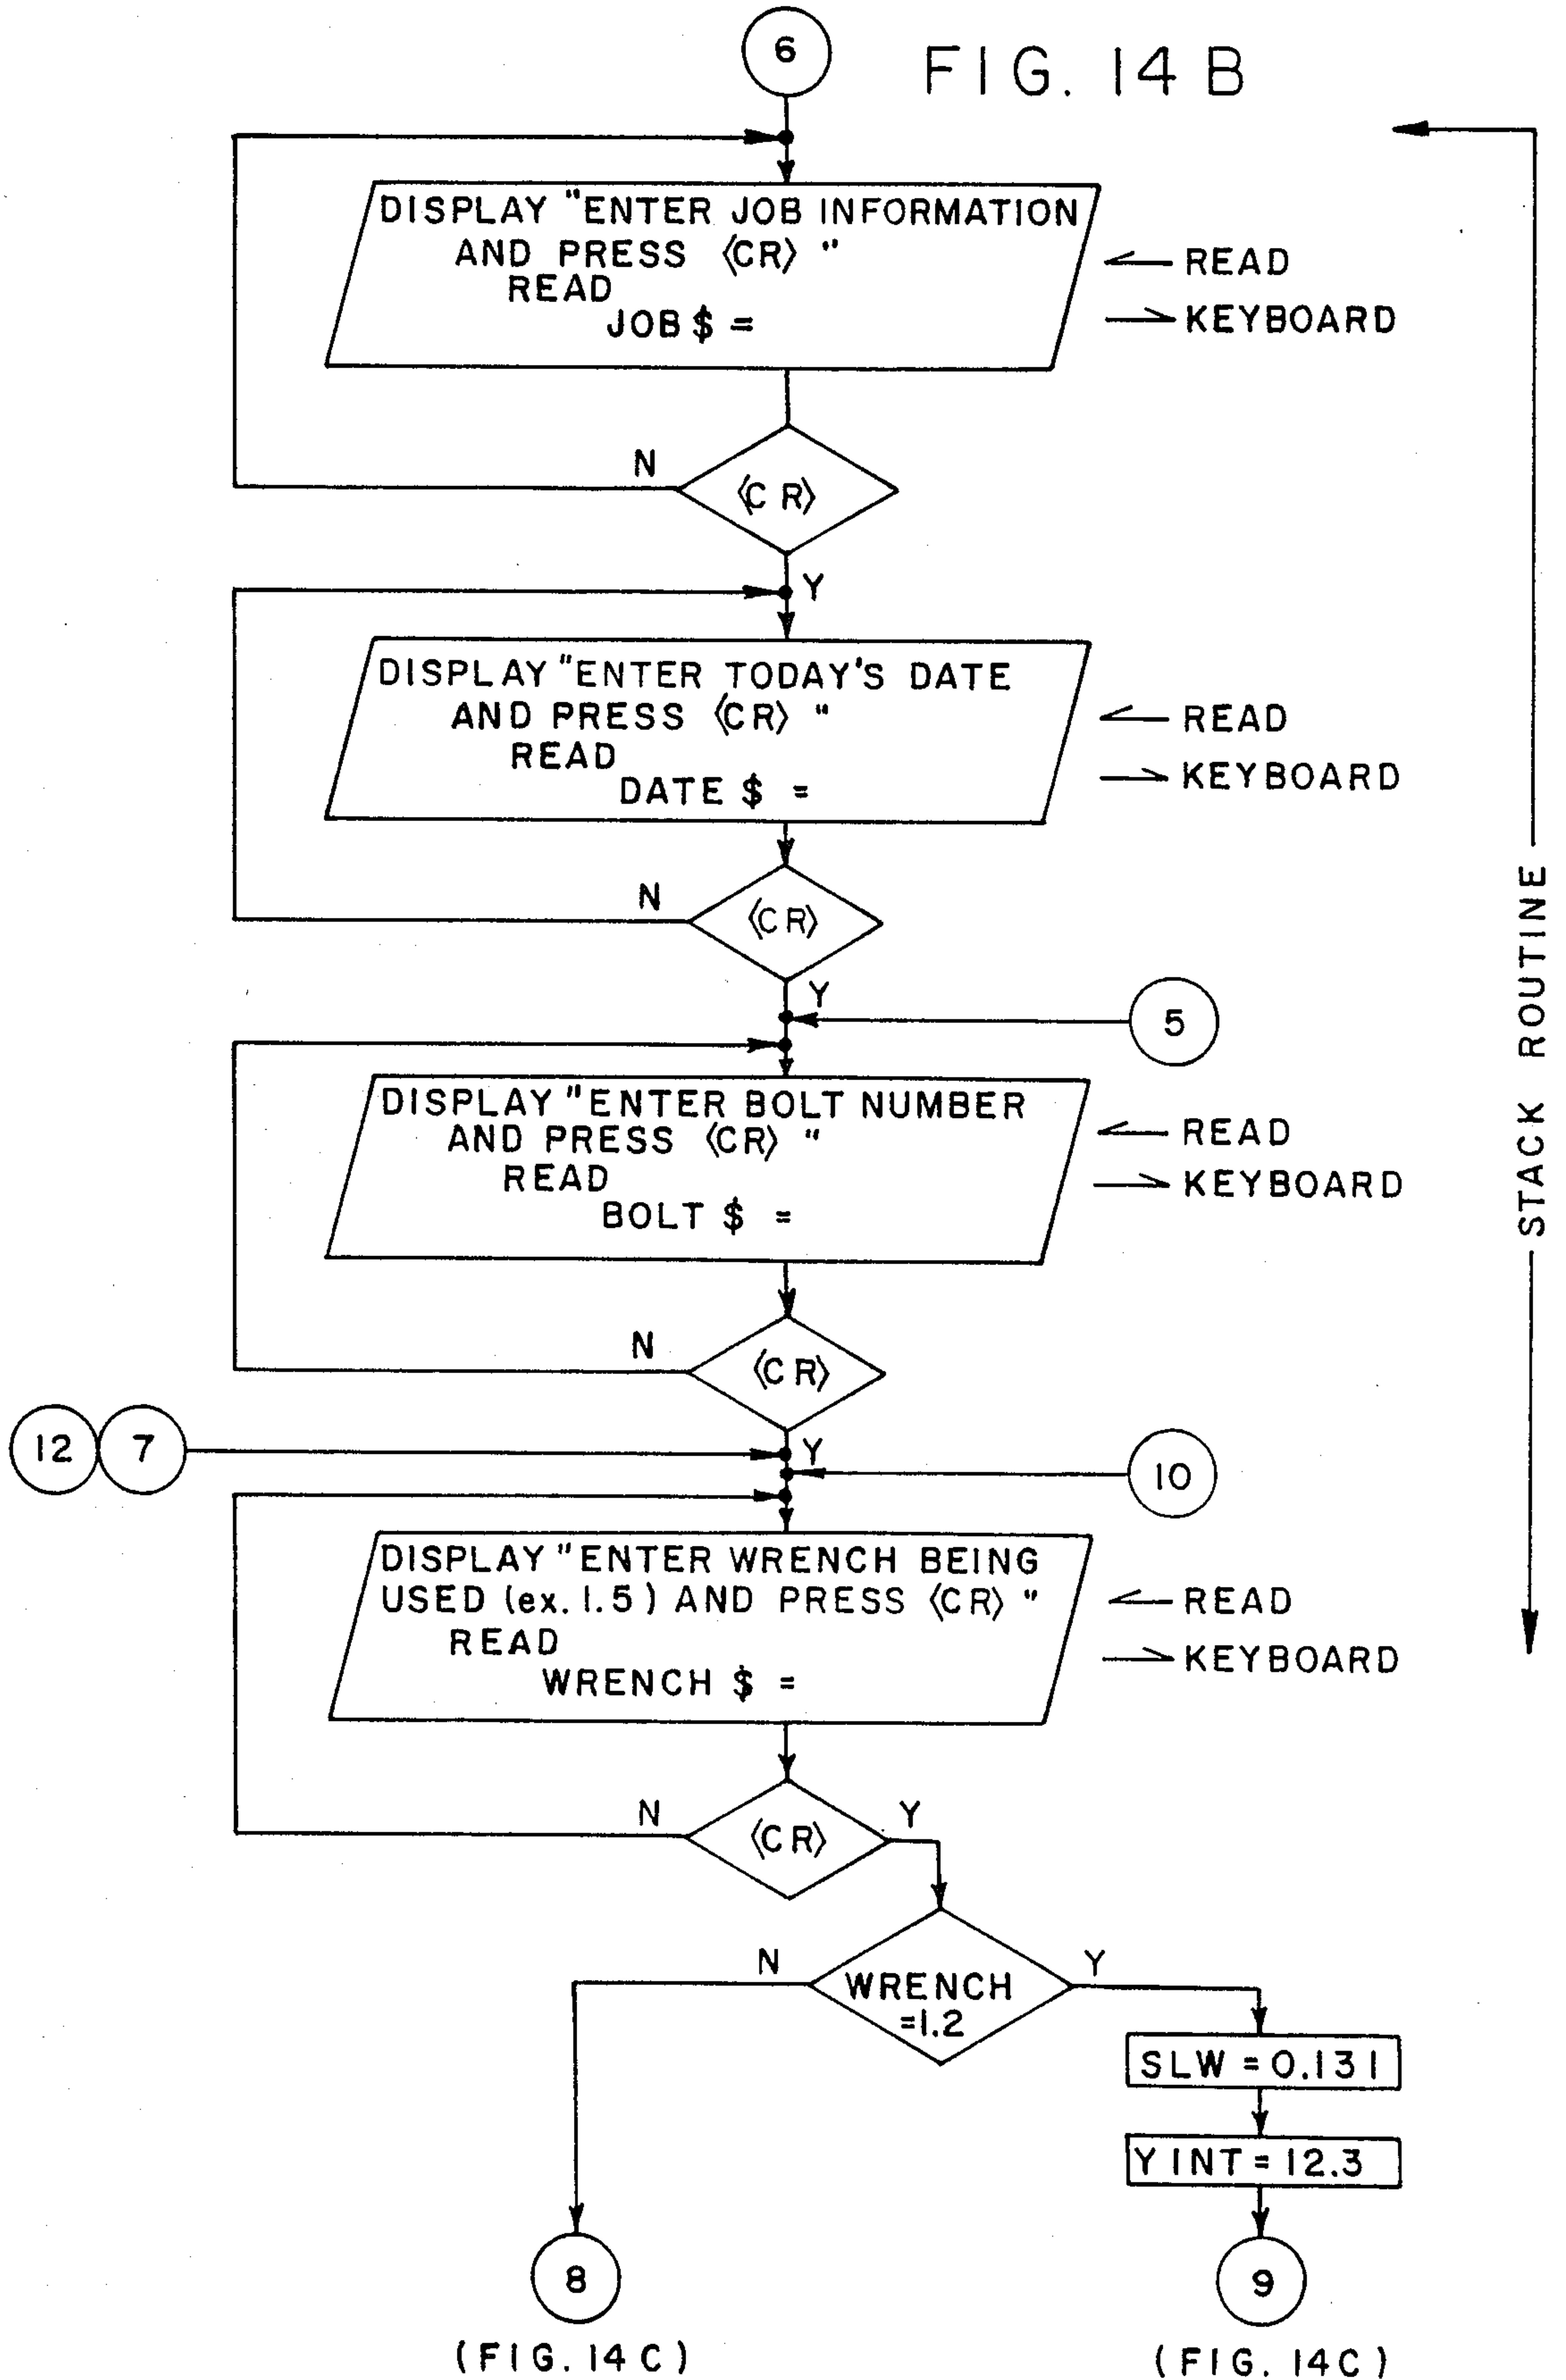 6
FIG. 14 B
DISPLAY "ENTER JOB INFORMATION
AND PRESS 〈CR〉 "
READ
JOB $ =
READ
KEYBOARD
N
〈CR〉
Y
DISPLAY "ENTER TODAY'S DATE
AND PRESS 〈CR〉 "
READ
DATE $ =
READ
KEYBOARD
N
〈CR〉
Y
5
DISPLAY "ENTER BOLT NUMBER
AND PRESS 〈CR〉 "
READ
BOLT $ =
READ
KEYBOARD
STACK ROUTINE
N
〈CR〉
12
7
Y
10
DISPLAY "ENTER WRENCH BEING
USED (ex. 1.5) AND PRESS 〈CR〉 "
READ
WRENCH $ =
READ
KEYBOARD
N
〈CR〉
Y
N
WRENCH
=1.2
Y
SLW = 0.131
Y INT = 12.3
8
9
(FIG. 14C)
(FIG. 14C)